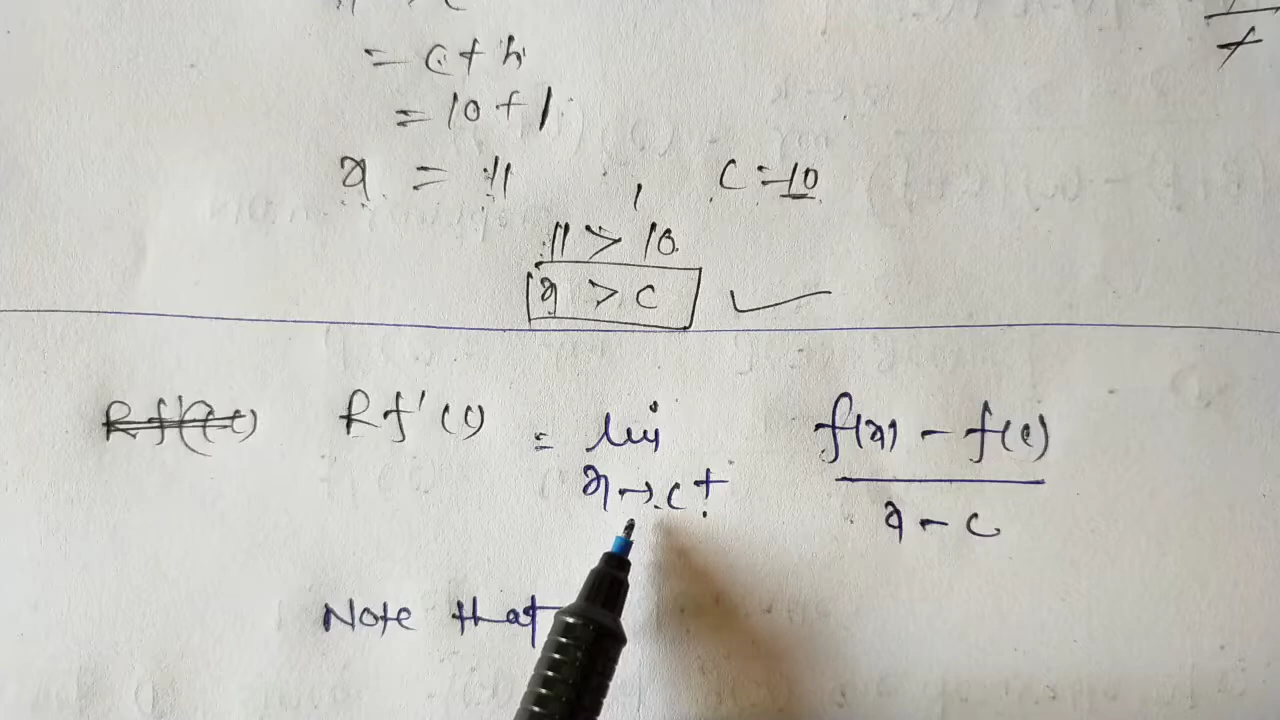 = c + h
= 10 + 1
x = 11 , c = 10
11 > 10
x > c
Rf'(c) = lim f(x) - f(c)
x → c+ x - c
Note that